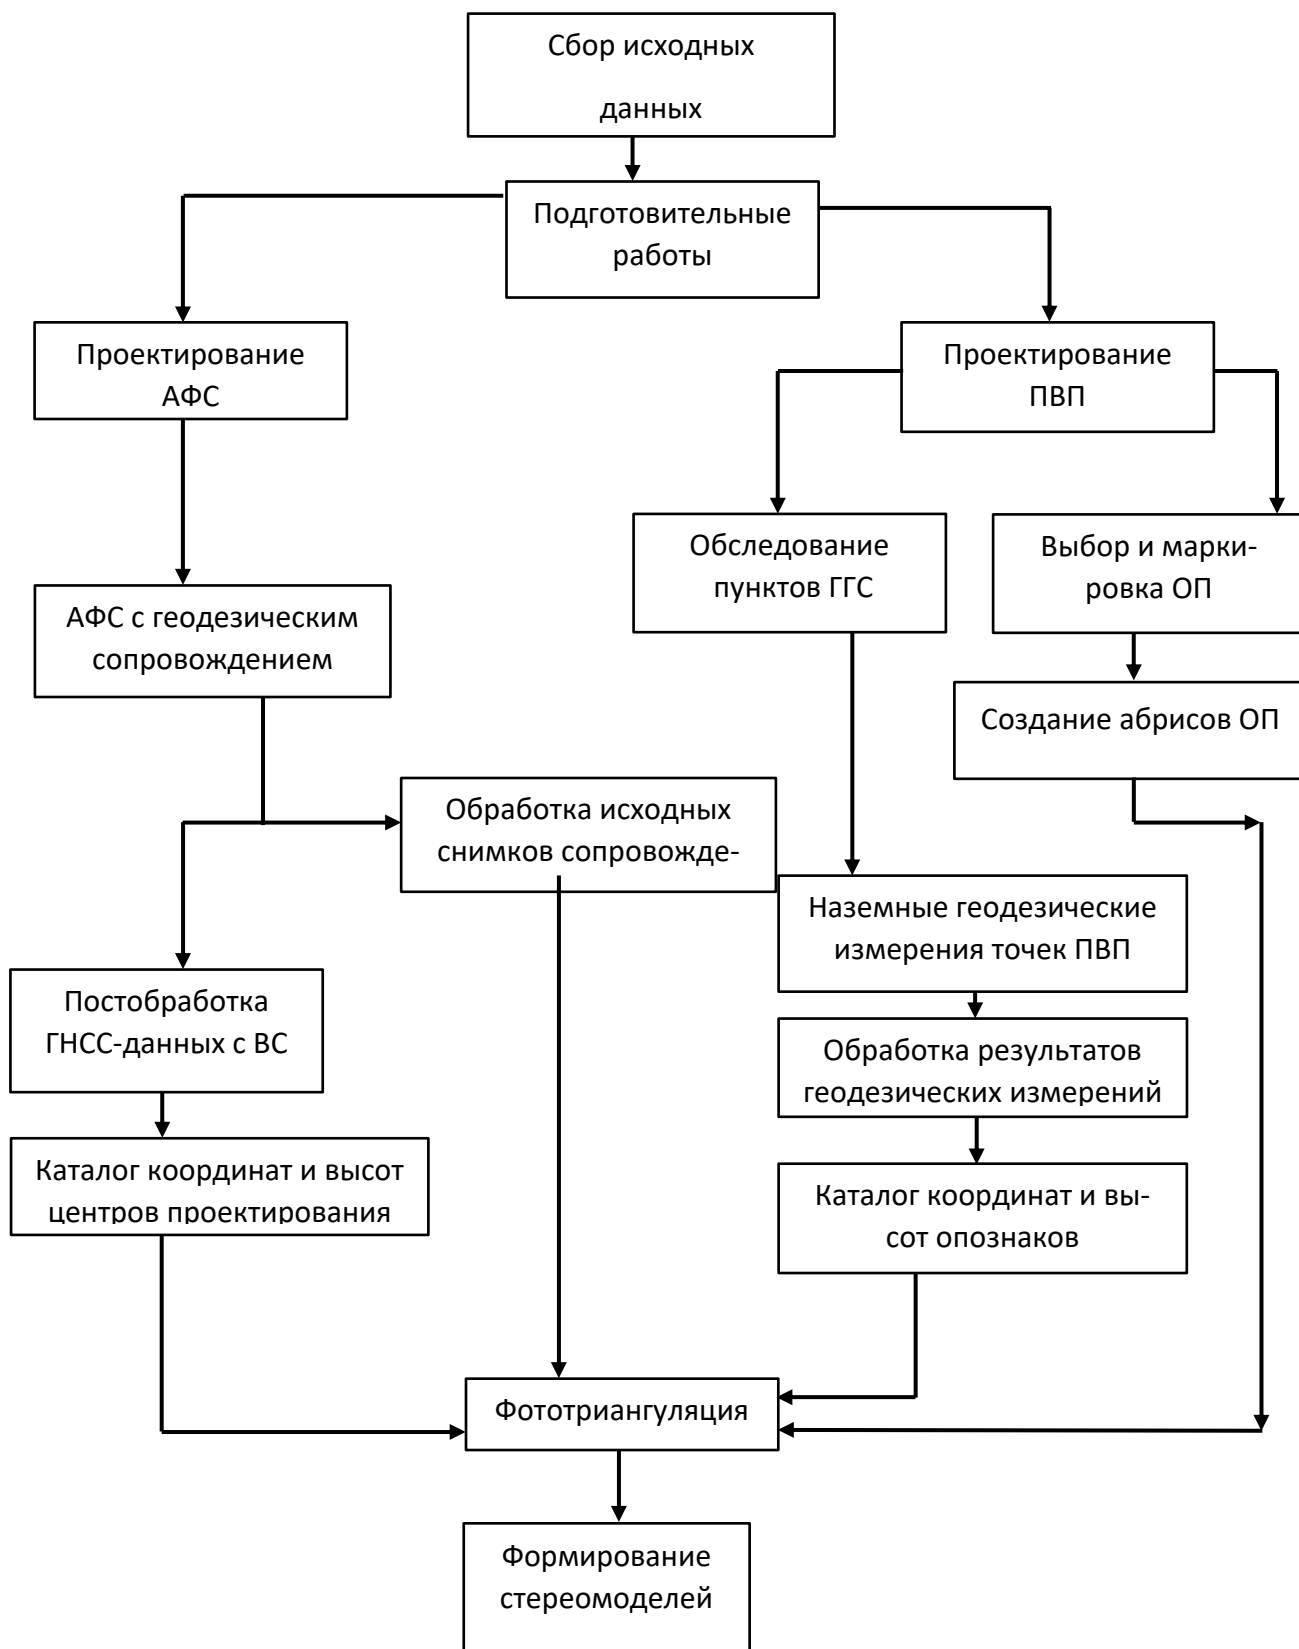 Сбор исходных
данных
Подготовительные
работы
Проектирование
АФС
Проектирование
ПВП
Обследование
пунктов ГГС
Выбор и марки-
ровка ОП
АФС с геодезическим
сопровождением
Создание абрисов ОП
Обработка исходных
снимков сопровожде-
Наземные геодезические
измерения точек ПВП
Постобработка
ГНСС-данных с ВС
Обработка результатов
геодезических измерений
Каталог координат и высот
центров проектирования
Каталог координат и вы-
сот опознаков
Фототриангуляция
Формирование
стереомоделей